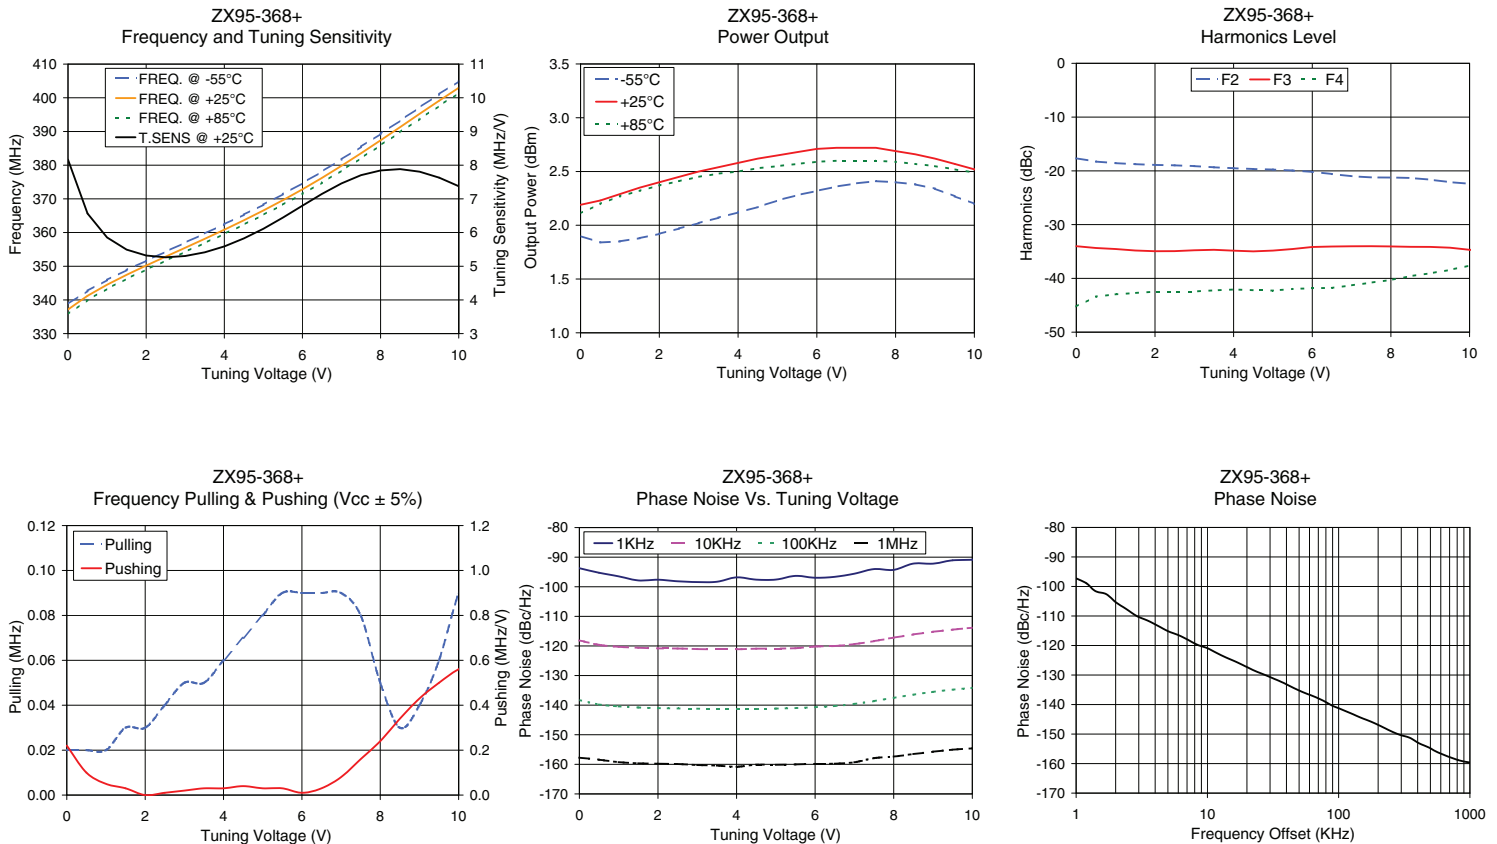 ZX95-368+
Frequency and Tuning Sensitivity
410
400
390
380
370
360
350
340
330
Frequency (MHz)
FREQ. @ -55°C
FREQ. @ +25°C
FREQ. @ +85°C
T.SENS @ +25°C
11
10
9
8
7
6
5
4
3
Tuning Sensitivity (MHz/V)
0 2 4 6 8 10
Tuning Voltage (V)
ZX95-368+
Power Output
3.5
3.0
2.5
2.0
1.5
1.0
Output Power (dBm)
-55°C
+25°C
+85°C
0 2 4 6 8 10
Tuning Voltage (V)
ZX95-368+
Harmonics Level
0
-10
-20
-30
-40
-50
Harmonics (dBc)
F2 F3 F4
0 2 4 6 8 10
Tuning Voltage (V)
ZX95-368+
Frequency Pulling & Pushing (Vcc ± 5%)
0.12
0.10
0.08
0.06
0.04
0.02
0.00
Pulling (MHz)
Pulling
Pushing
1.2
1.0
0.8
0.6
0.4
0.2
0.0
Pushing (MHz/V)
0 2 4 6 8 10
Tuning Voltage (V)
ZX95-368+
Phase Noise Vs. Tuning Voltage
-80
-90
-100
-110
-120
-130
-140
-150
-160
-170
Phase Noise (dBc/Hz)
1KHz 10KHz 100KHz 1MHz
0 2 4 6 8 10
Tuning Voltage (V)
ZX95-368+
Phase Noise
-80
-90
-100
-110
-120
-130
-140
-150
-160
-170
Phase Noise (dBc/Hz)
1 10 100 1000
Frequency Offset (KHz)